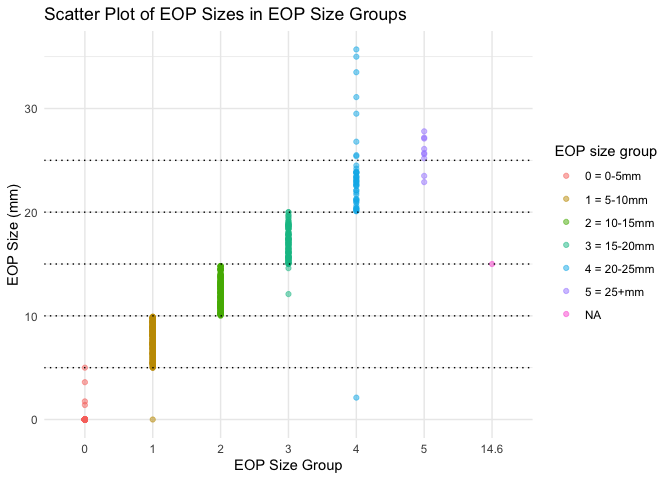 Scatter Plot of EOP Sizes in EOP Size Groups
EOP Size (mm)
30
20
10
0
0 1 2 3 4 5 14.6
EOP Size Group
EOP size group
0 = 0-5mm
1 = 5-10mm
2 = 10-15mm
3 = 15-20mm
4 = 20-25mm
5 = 25+mm
NA